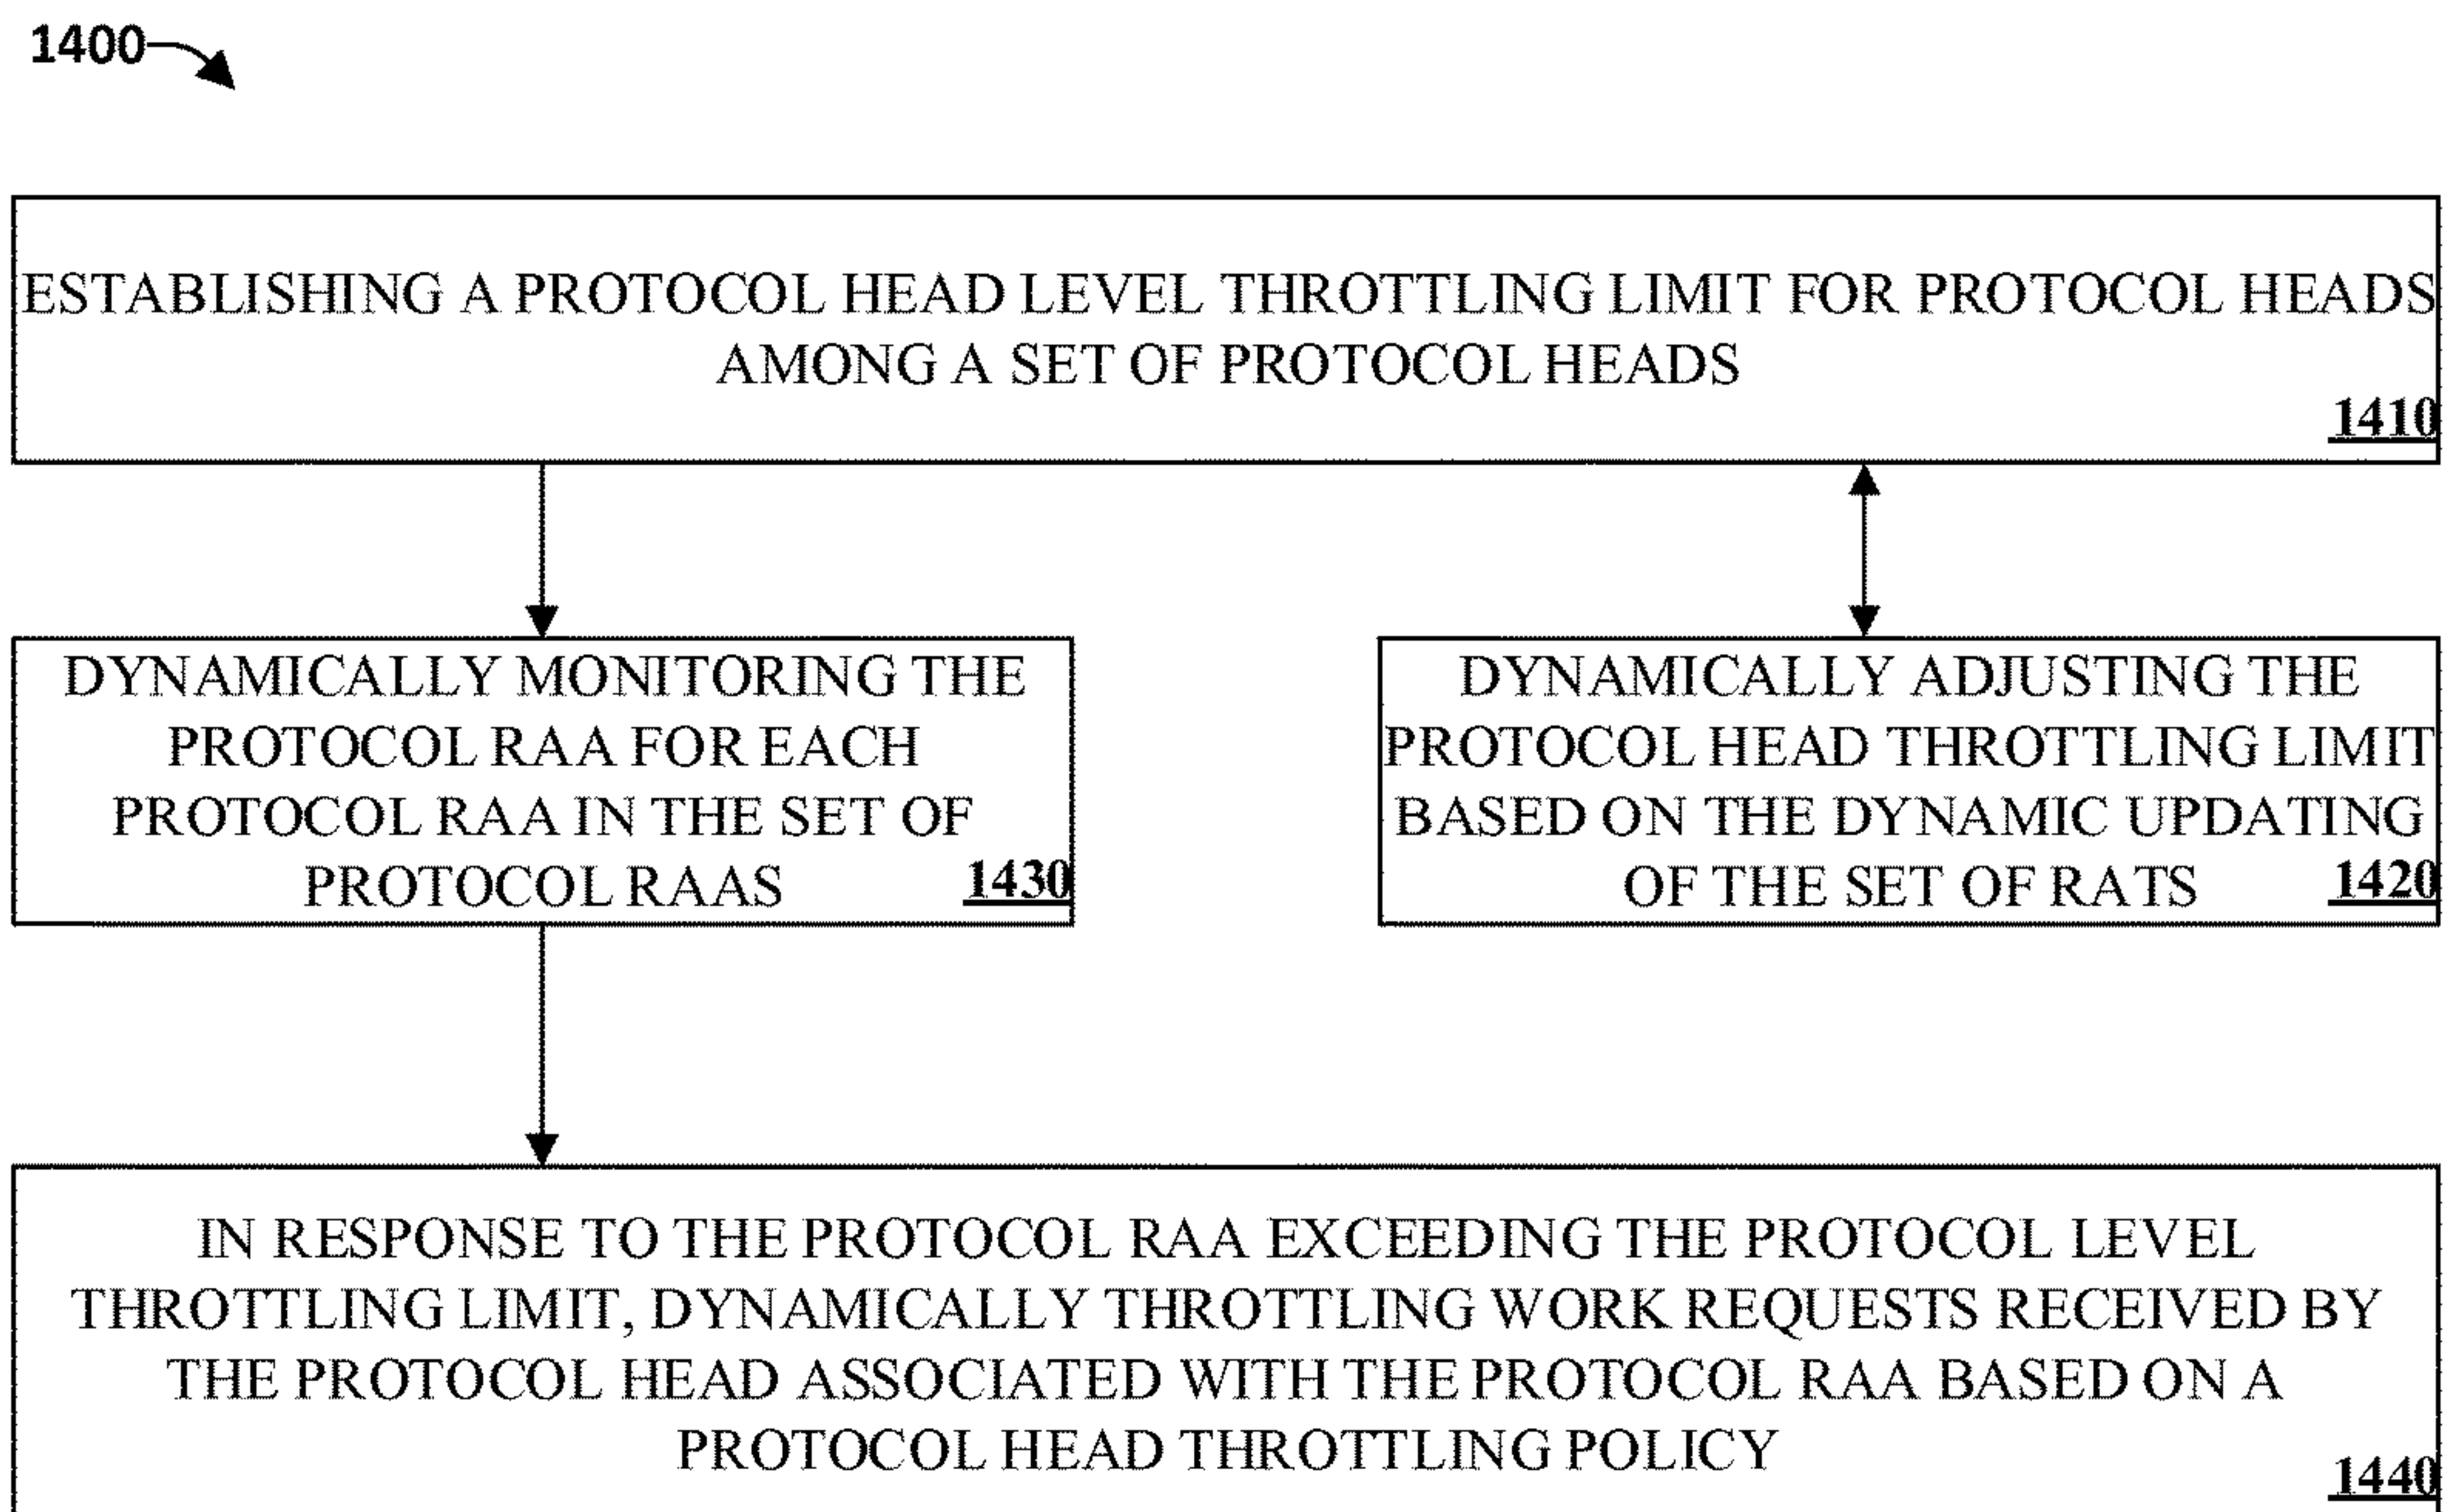 1400
ESTABLISHING A PROTOCOL HEAD LEVEL THROTTLING LIMIT FOR PROTOCOL HEADS
AMONG A SET OF PROTOCOL HEADS
1410
DYNAMICALLY MONITORING THE
PROTOCOL RAA FOR EACH
PROTOCOL RAA IN THE SET OF
PROTOCOL RAAS
1430
DYNAMICALLY ADJUSTING THE
PROTOCOL HEAD THROTTLING LIMIT
BASED ON THE DYNAMIC UPDATING
OF THE SET OF RATS
1420
IN RESPONSE TO THE PROTOCOL RAA EXCEEDING THE PROTOCOL LEVEL
THROTTLING LIMIT, DYNAMICALLY THROTTLING WORK REQUESTS RECEIVED BY
THE PROTOCOL HEAD ASSOCIATED WITH THE PROTOCOL RAA BASED ON A
PROTOCOL HEAD THROTTLING POLICY
1440